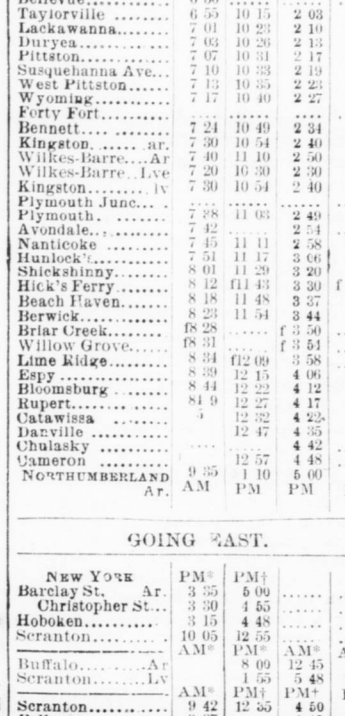 Taylorville ............ 6 55 10 15 2 03
Lackawanna......... 7 01 10 23 2 10
Duryea................ 7 03 10 26 2 13
Pittston................ 7 07 10 31 2 17
Susquehanna Ave... 7 10 10 33 2 19
West Pittston........ 7 13 10 35 2 23
Wyoming............. 7 17 10 40 2 27
Forty Fort............ ..... ..... .....
Bennett............... 7 24 10 49 2 34
Kingston. ....... ar. 7 30 10 54 2 40
Wilkes-Barre....Ar 7 40 11 10 2 50
Wilkes-Barre..Lve 7 20 10 30 2 30
Kingston ........ lv 7 30 10 54 2 40
Plymouth Junc... . ..... ..... .....
Plymouth. ........... 7 38 11 03 2 49
Avondale.............. 7 42 ..... 2 54
Nanticoke ............ 7 45 11 11 2 58
Hunlock's............. 7 51 11 17 3 06
Shickshinny.......... 8 01 11 29 3 20
Hick's Ferry.......... 8 12 f11 43 3 30 f
Beach Haven......... 8 18 11 48 3 37
Berwick............... 8 23 11 54 3 44
Briar Creek........... f8 28 ..... f 3 50
Willow Grove........ f8 31 ..... f 3 54
Lime Ridge........... 8 34 f12 09 3 58
Espy ................... 8 39 12 15 4 06
Bloomsburg .......... 8 44 12 22 4 12
Rupert................. 12 27 4 17
Catawissa ............ 12 32 4 22
Danville ............... 12 47 4 35
Chulasky ............. ..... ..... 4 42
Cameron .............. 12 57 4 48
NORTHUMBERLAND 9 35 1 10 5 00
Ar. AM PM PM
GOING EAST.
NEW YORK PM* PM†
Barclay St. Ar. 3 35 5 00 ......
Christopher St... 3 30 4 55 ......
Hoboken.............. 3 15 4 48 ......
Scranton.............. 10 05 12 55 ......
AM* PM* AM* A
Buffalo..........Ar ...... 8 00 12 45
Scranton........Lv ...... 1 55 5 48
AM* PM† PM+ P
Scranton.............. 9 42 12 35 4 50